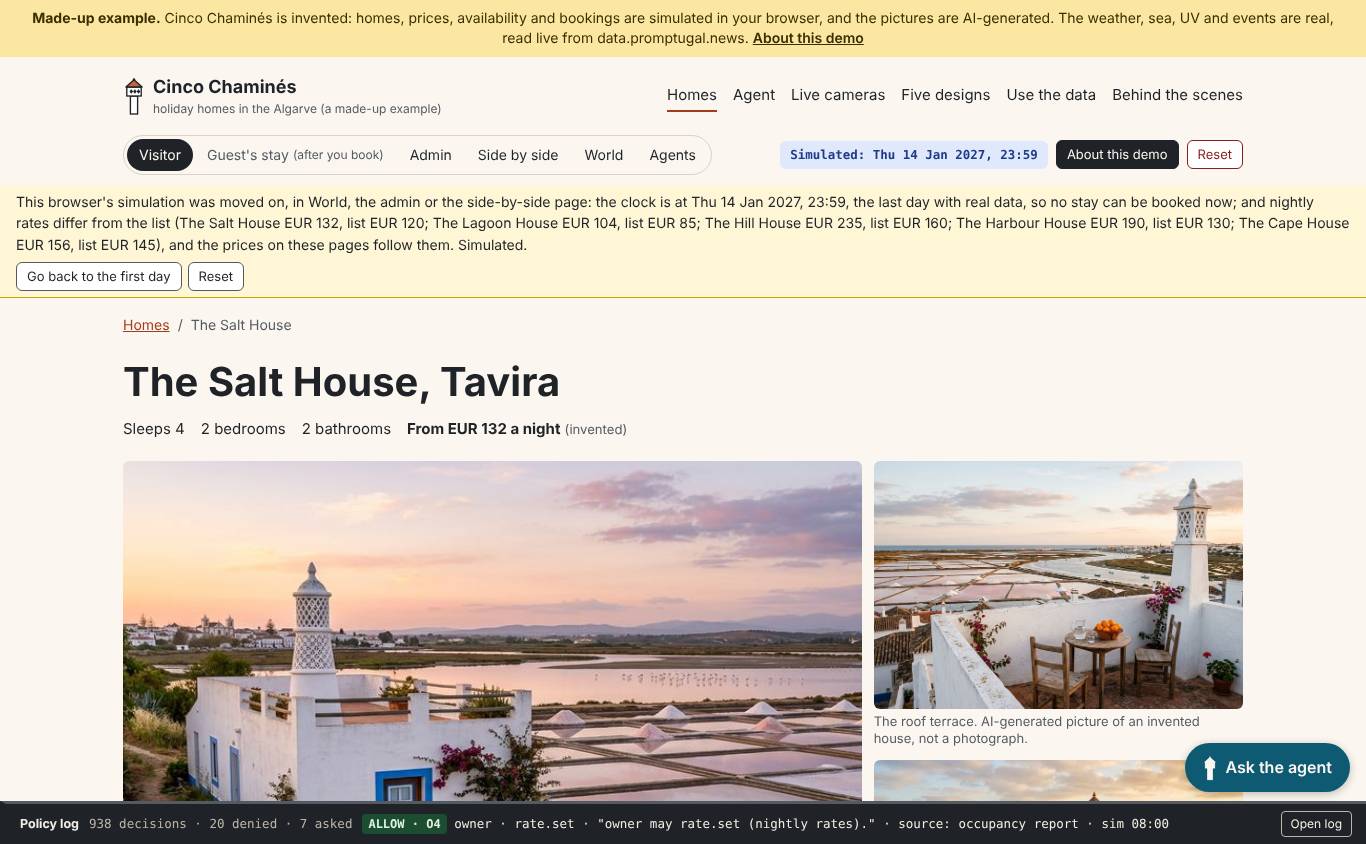 Made-up example. Cinco Chaminés is invented: homes, prices, availability and bookings are simulated in your browser, and the pictures are AI-generated. The weather, sea, UV and events are real,
read live from data.promptugal.news. About this demo
Cinco Chaminés
holiday homes in the Algarve (a made-up example)
Homes Agent Live cameras Five designs Use the data Behind the scenes
Visitor Guest's stay (after you book) Admin Side by side World Agents
Simulated: Thu 14 Jan 2027, 23:59 About this demo Reset
This browser's simulation was moved on, in World, the admin or the side-by-side page: the clock is at Thu 14 Jan 2027, 23:59, the last day with real data, so no stay can be booked now; and nightly
rates differ from the list (The Salt House EUR 132, list EUR 120; The Lagoon House EUR 104, list EUR 85; The Hill House EUR 235, list EUR 160; The Harbour House EUR 190, list EUR 130; The Cape House
EUR 156, list EUR 145), and the prices on these pages follow them. Simulated.
Go back to the first day Reset
Homes / The Salt House
The Salt House, Tavira
Sleeps 4 2 bedrooms 2 bathrooms From EUR 132 a night (invented)
The roof terrace. AI-generated picture of an invented
house, not a photograph.
Ask the agent
Policy log 938 decisions · 20 denied · 7 asked ALLOW · O4 owner · rate.set · "owner may rate.set (nightly rates)." · source: occupancy report · sim 08:00 Open log